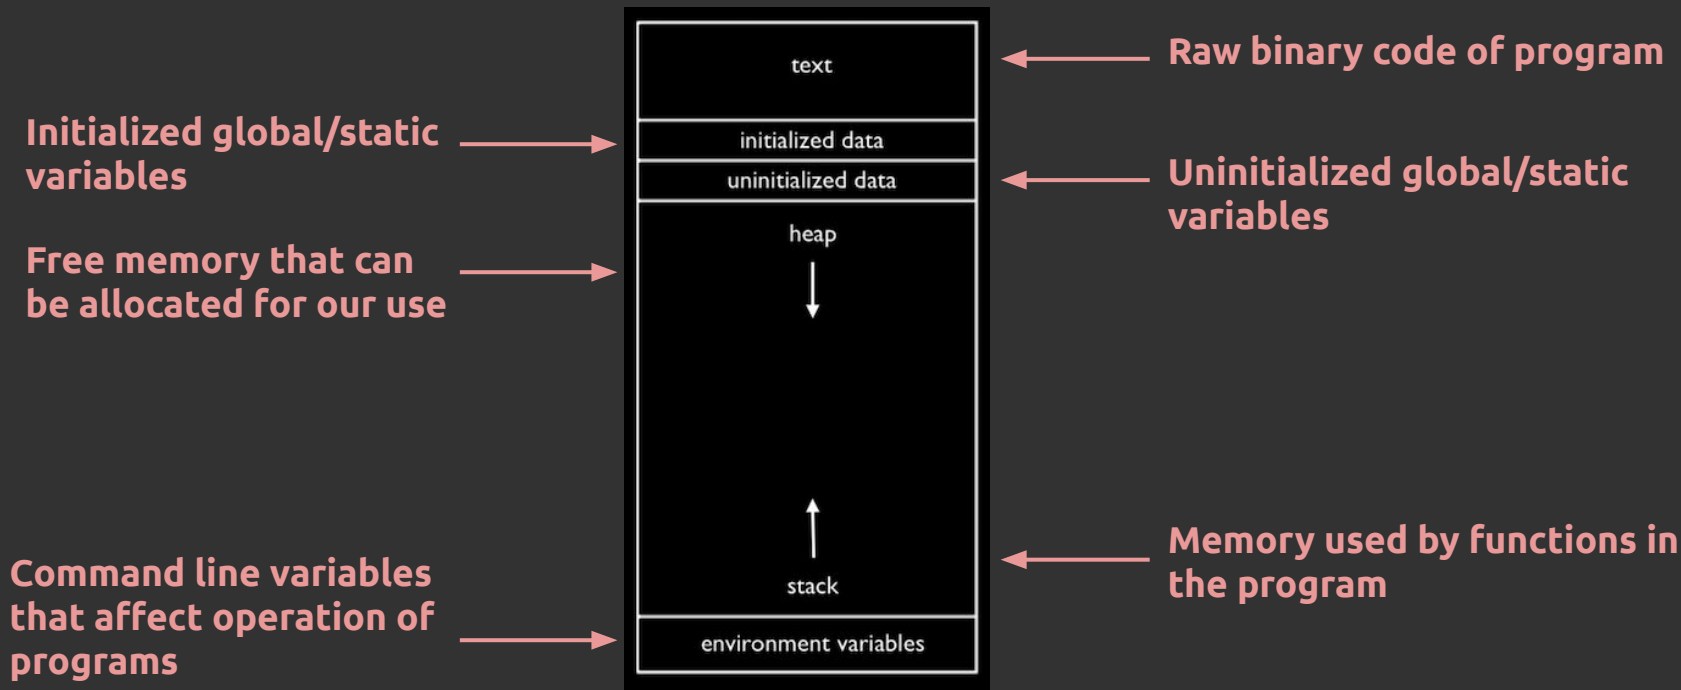 text
Raw binary code of program
Initialized global/static
variables
initialized data
uninitialized data
Uninitialized global/static
variables
Free memory that can
be allocated for our use
heap
Memory used by functions in
the program
stack
Command line variables
that affect operation of
programs
environment variables